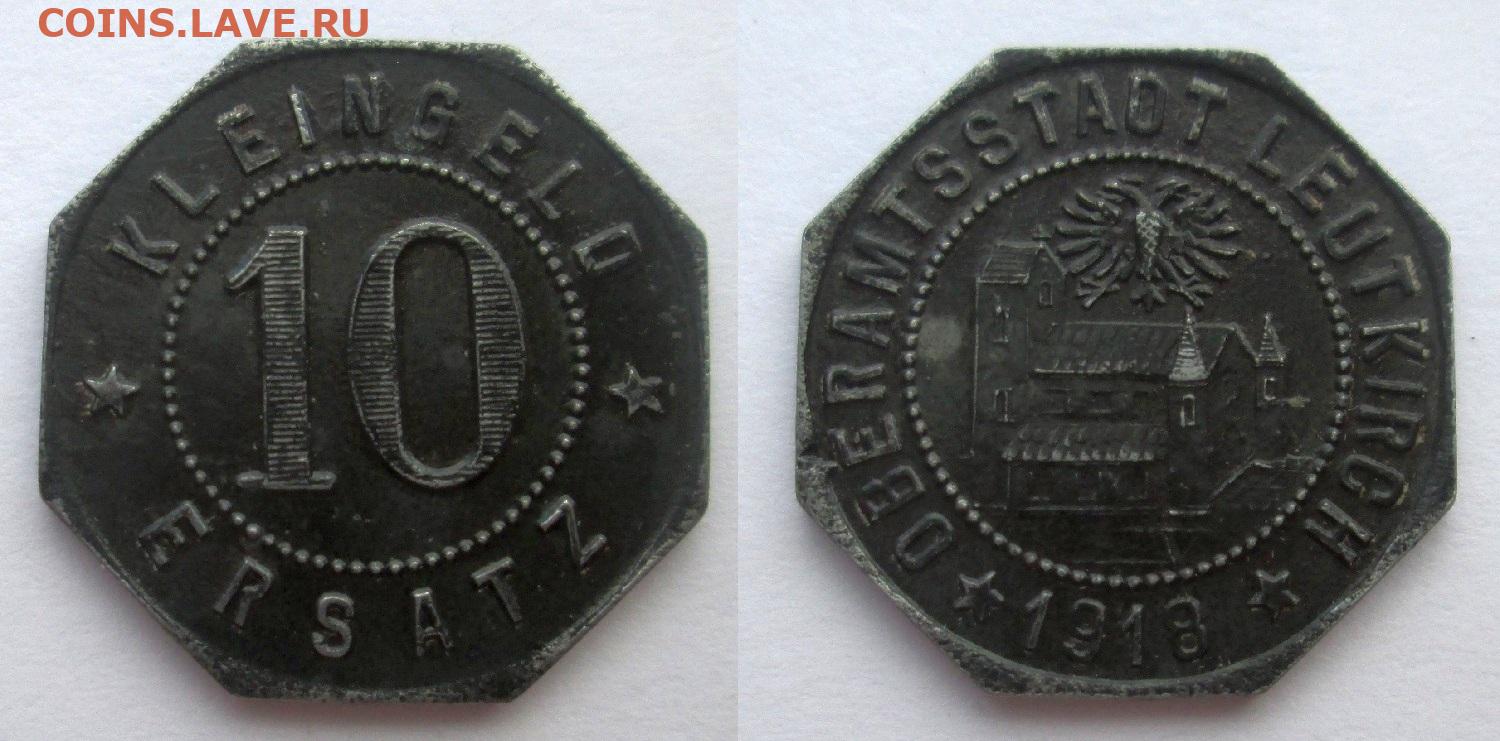 COINS.LAVE.RU
KLEINGELD
10
ERSATZ
OBERAMTSSTADT LEUTKIRCH
1918